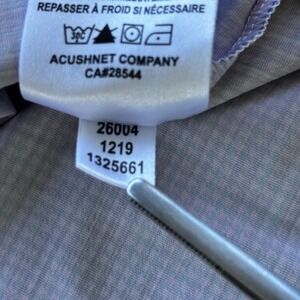 REPASSER À FROID SI NÉCESSAIRE
ACUSHNET COMPANY
CA#28544
26004
1219
1325661